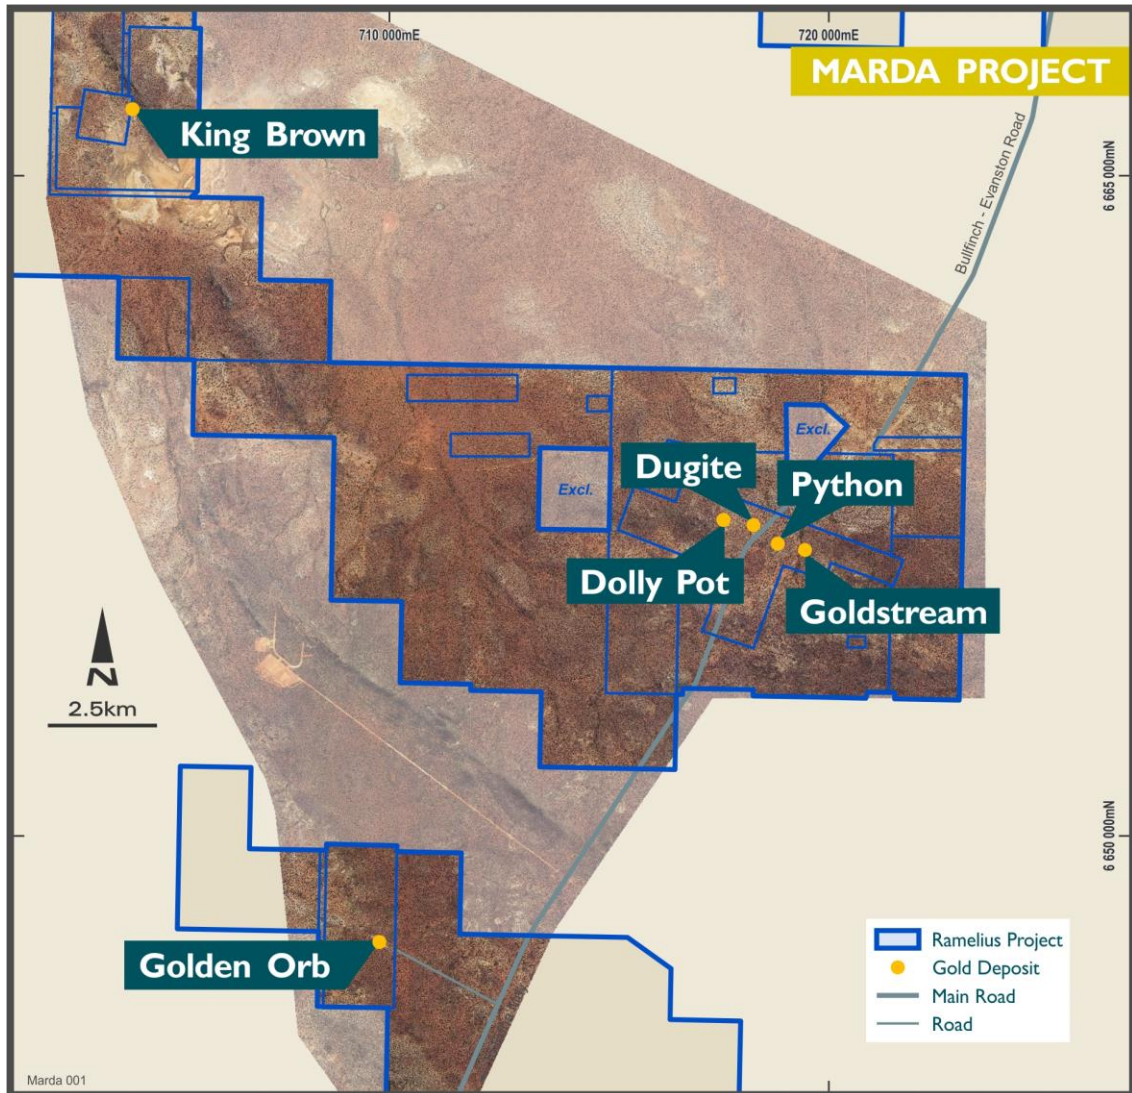 710 000mE
720 000mE
MARDA PROJECT
King Brown
Bullfinch - Evanston Road
6 665 000mN
Excl.
Dugite
Python
Excl.
Dolly Pot
Goldstream
N
2.5km
6 650 000mN
Golden Orb
Ramelius Project
Gold Deposit
Main Road
Road
Marda 001